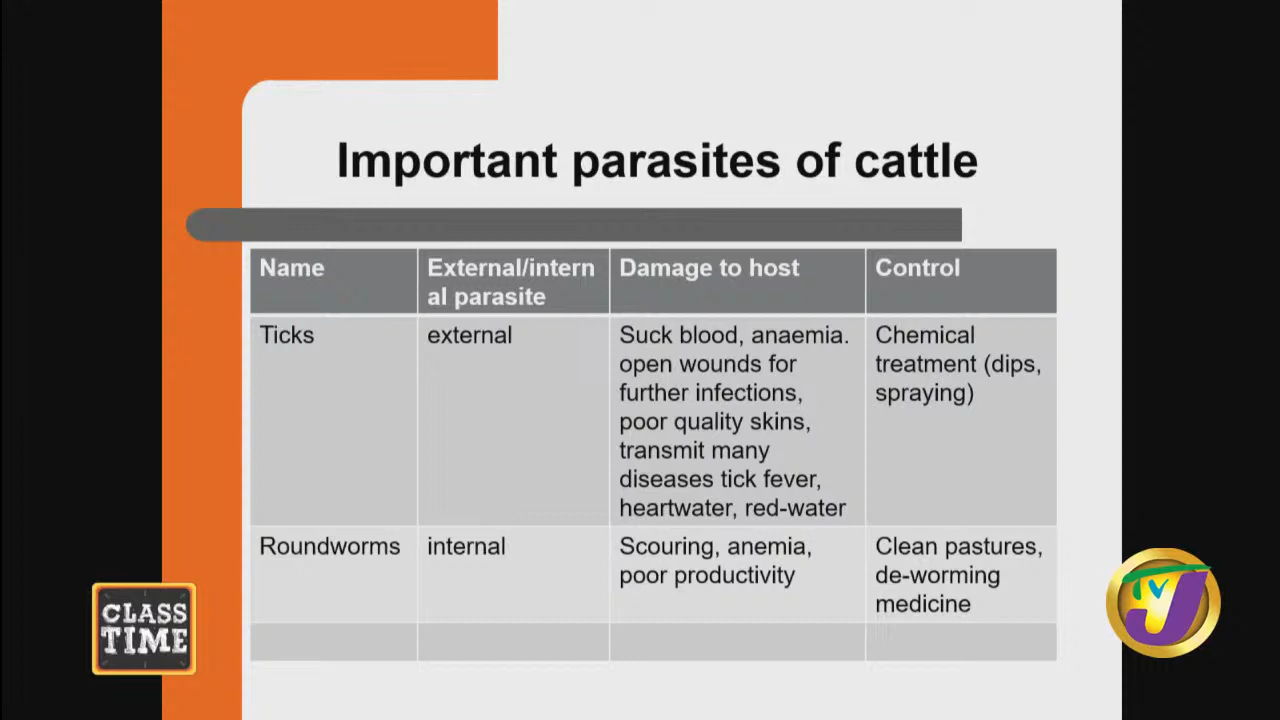 Important parasites of cattle
Name
External/intern
al parasite
Damage to host
Control
Ticks
external
Suck blood, anaemia.
open wounds for
further infections,
poor quality skins,
transmit many
diseases tick fever,
heartwater, red-water
Chemical
treatment (dips,
spraying)
Roundworms
internal
Scouring, anemia,
poor productivity
Clean pastures,
de-worming
medicine
CLASS
TIME
TVJ